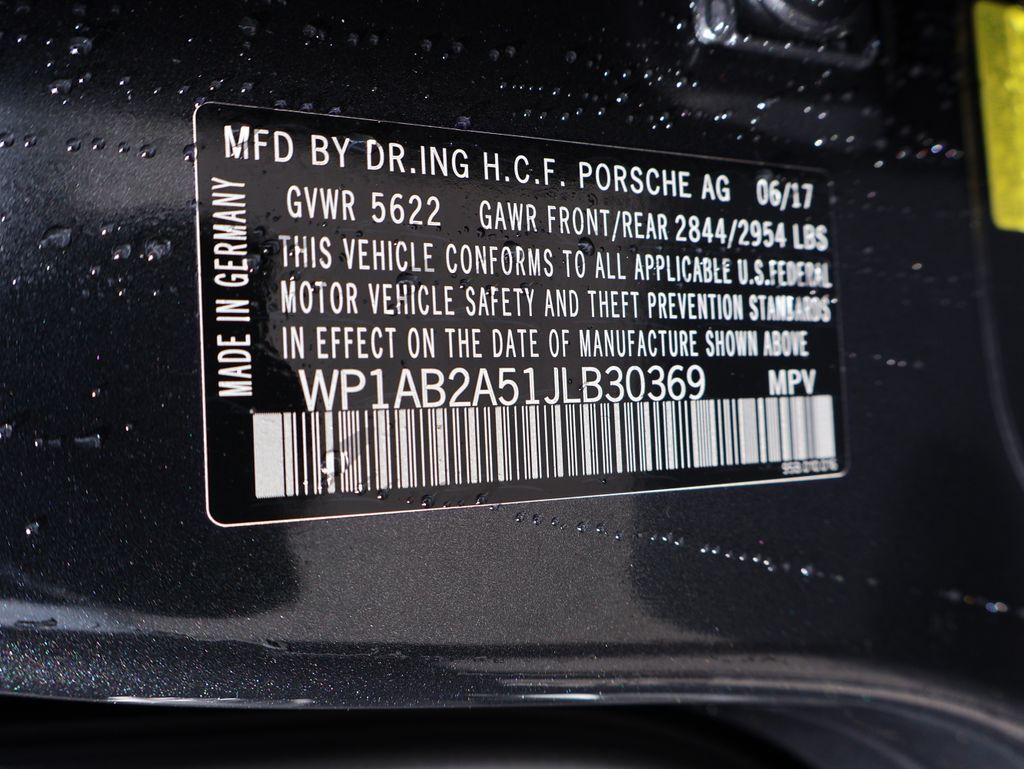 MFD BY DR.ING H.C.F. PORSCHE AG 06/17
MADE IN GERMANY
GVWR 5622 GAWR FRONT/REAR 2844/2954 LBS
THIS VEHICLE CONFORMS TO ALL APPLICABLE U.S.FEDERAL
MOTOR VEHICLE SAFETY AND THEFT PREVENTION STANDARDS
IN EFFECT ON THE DATE OF MANUFACTURE SHOWN ABOVE
WP1AB2A51JLB30369 MPV